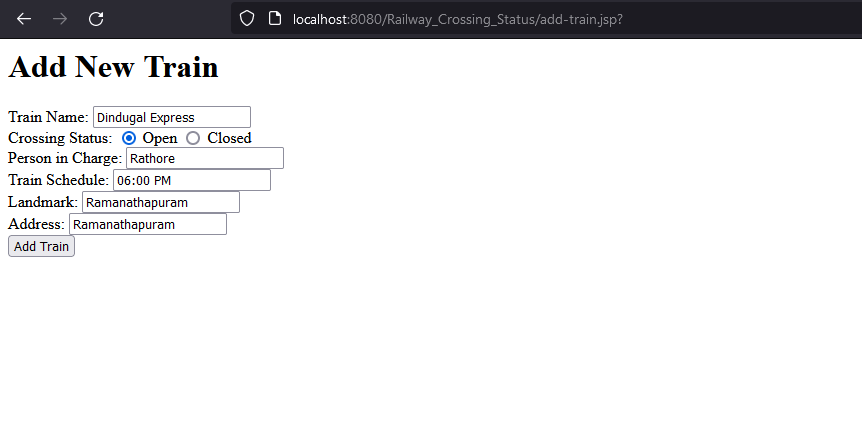 localhost:8080/Railway_Crossing_Status/add-train.jsp?
Add New Train
Train Name: Dindugal Express
Crossing Status: Open Closed
Person in Charge: Rathore
Train Schedule: 06:00 PM
Landmark: Ramanathapuram
Address: Ramanathapuram
Add Train